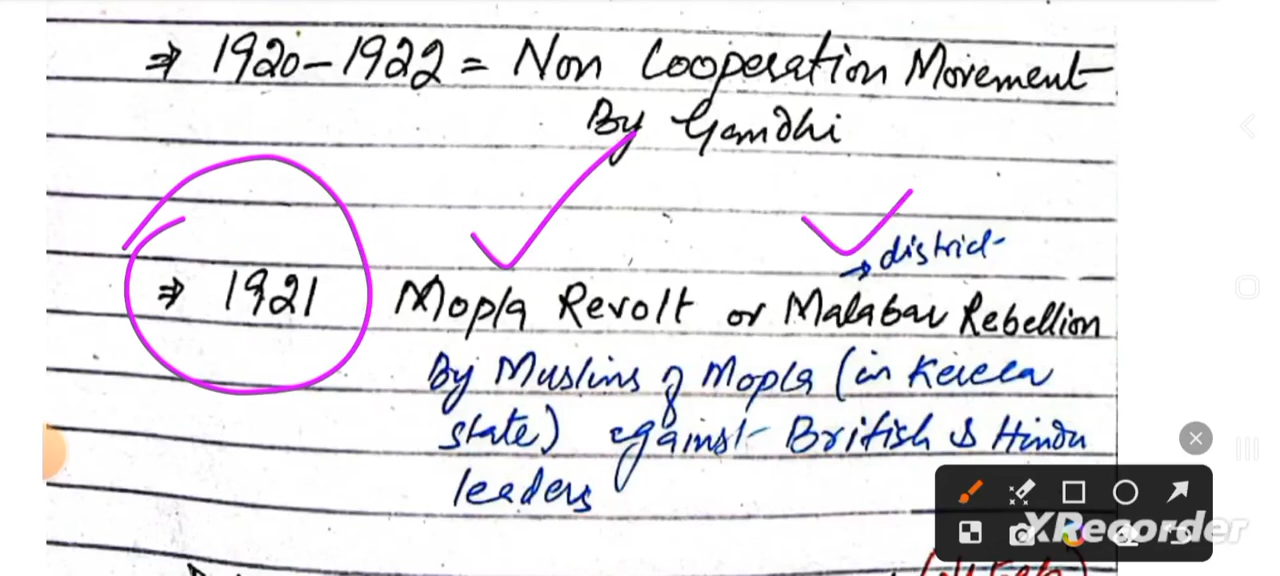 ⇒ 1920-1922 = Non Cooperation Movement
By Gandhi
→ district
⇒ 1921 Mopla Revolt or Malabar Rebellion
By Muslims of Mopla (in Kerela
state) against British & Hindu
leaders
XRecorder